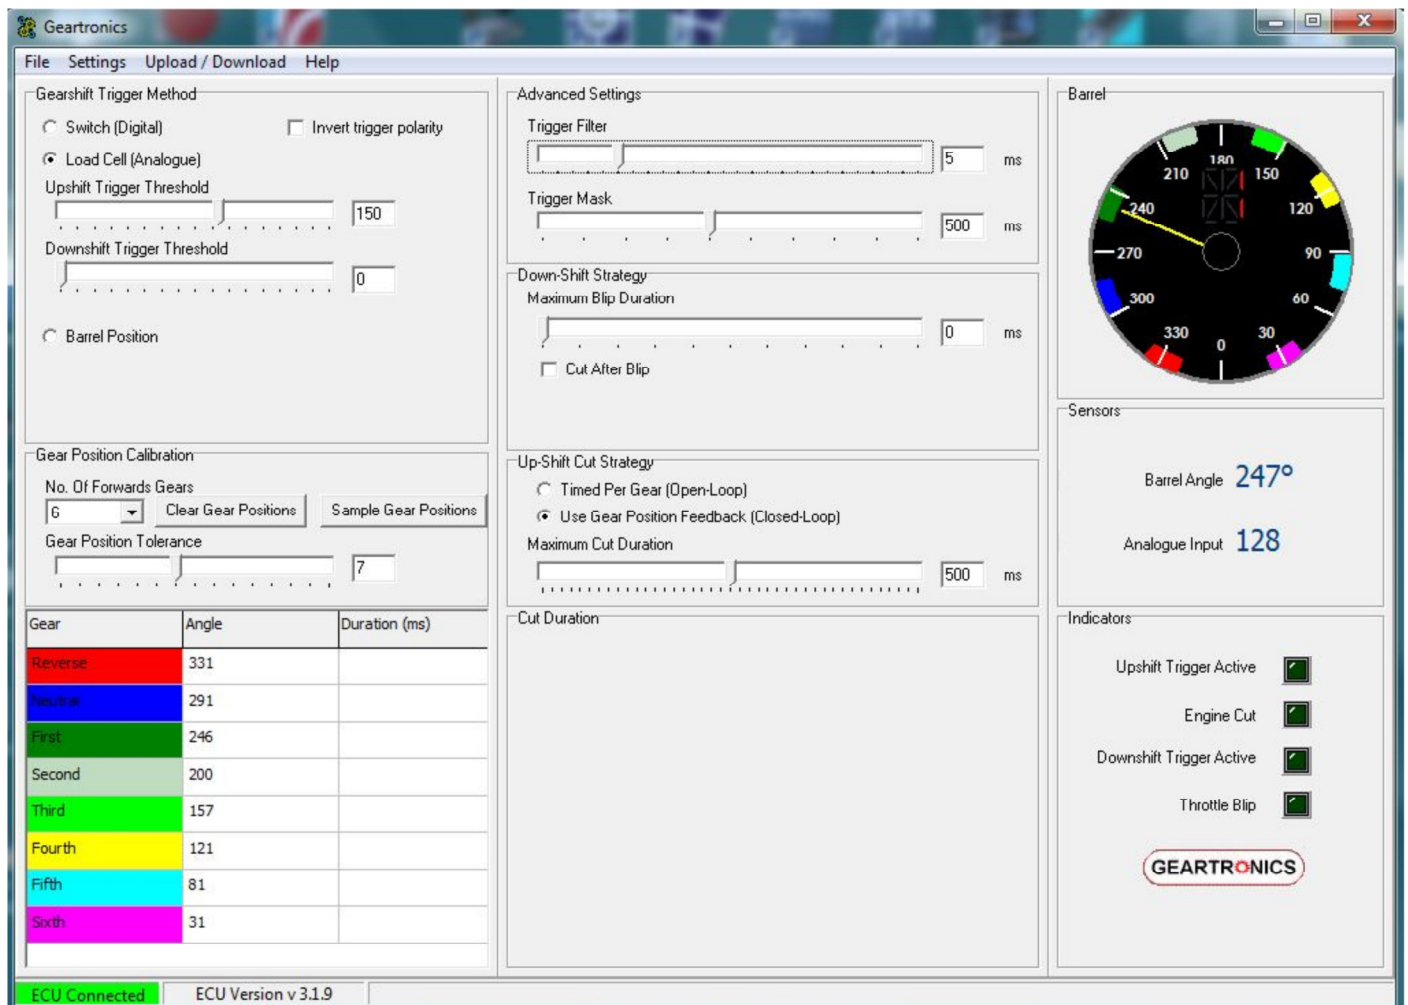 Geartronics
File Settings Upload / Download Help
Gearshift Trigger Method
Switch (Digital) Invert trigger polarity
Load Cell (Analogue)
Upshift Trigger Threshold
150
Downshift Trigger Threshold
0
Barrel Position
Gear Position Calibration
No. Of Forwards Gears
6 Clear Gear Positions Sample Gear Positions
Gear Position Tolerance
7
Gear Angle Duration (ms)
Reverse 331
Neutral 291
First 246
Second 200
Third 157
Fourth 121
Fifth 81
Sixth 31
Advanced Settings
Trigger Filter
5 ms
Trigger Mask
500 ms
Down-Shift Strategy
Maximum Blip Duration
0 ms
Cut After Blip
Up-Shift Cut Strategy
Timed Per Gear (Open-Loop)
Use Gear Position Feedback (Closed-Loop)
Maximum Cut Duration
500 ms
Cut Duration
Barrel
180
210 150
240 120
270 90
300 60
330 30
0
1
Sensors
Barrel Angle 247°
Analogue Input 128
Indicators
Upshift Trigger Active
Engine Cut
Downshift Trigger Active
Throttle Blip
GEARTRONICS
ECU Connected ECU Version v 3.1.9